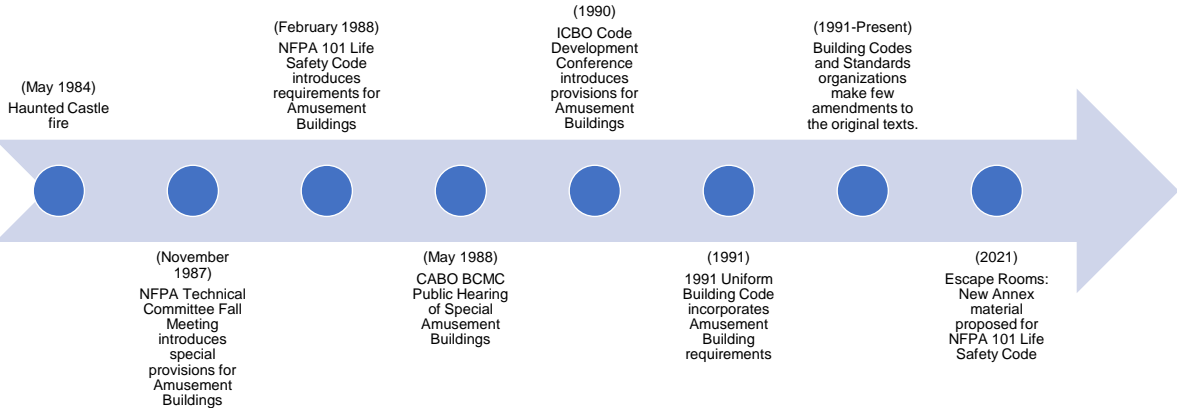 (May 1984)
Haunted Castle
fire
(November
1987)
NFPA Technical
Committee Fall
Meeting
introduces
special
provisions for
Amusement
Buildings
(February 1988)
NFPA 101 Life
Safety Code
introduces
requirements for
Amusement
Buildings
(May 1988)
CABO BCMC
Public Hearing
of Special
Amusement
Buildings
(1990)
ICBO Code
Development
Conference
introduces
provisions for
Amusement
Buildings
(1991)
1991 Uniform
Building Code
incorporates
Amusement
Building
requirements
(1991-Present)
Building Codes
and Standards
organizations
make few
amendments to
the original texts.
(2021)
Escape Rooms:
New Annex
material
proposed for
NFPA 101 Life
Safety Code